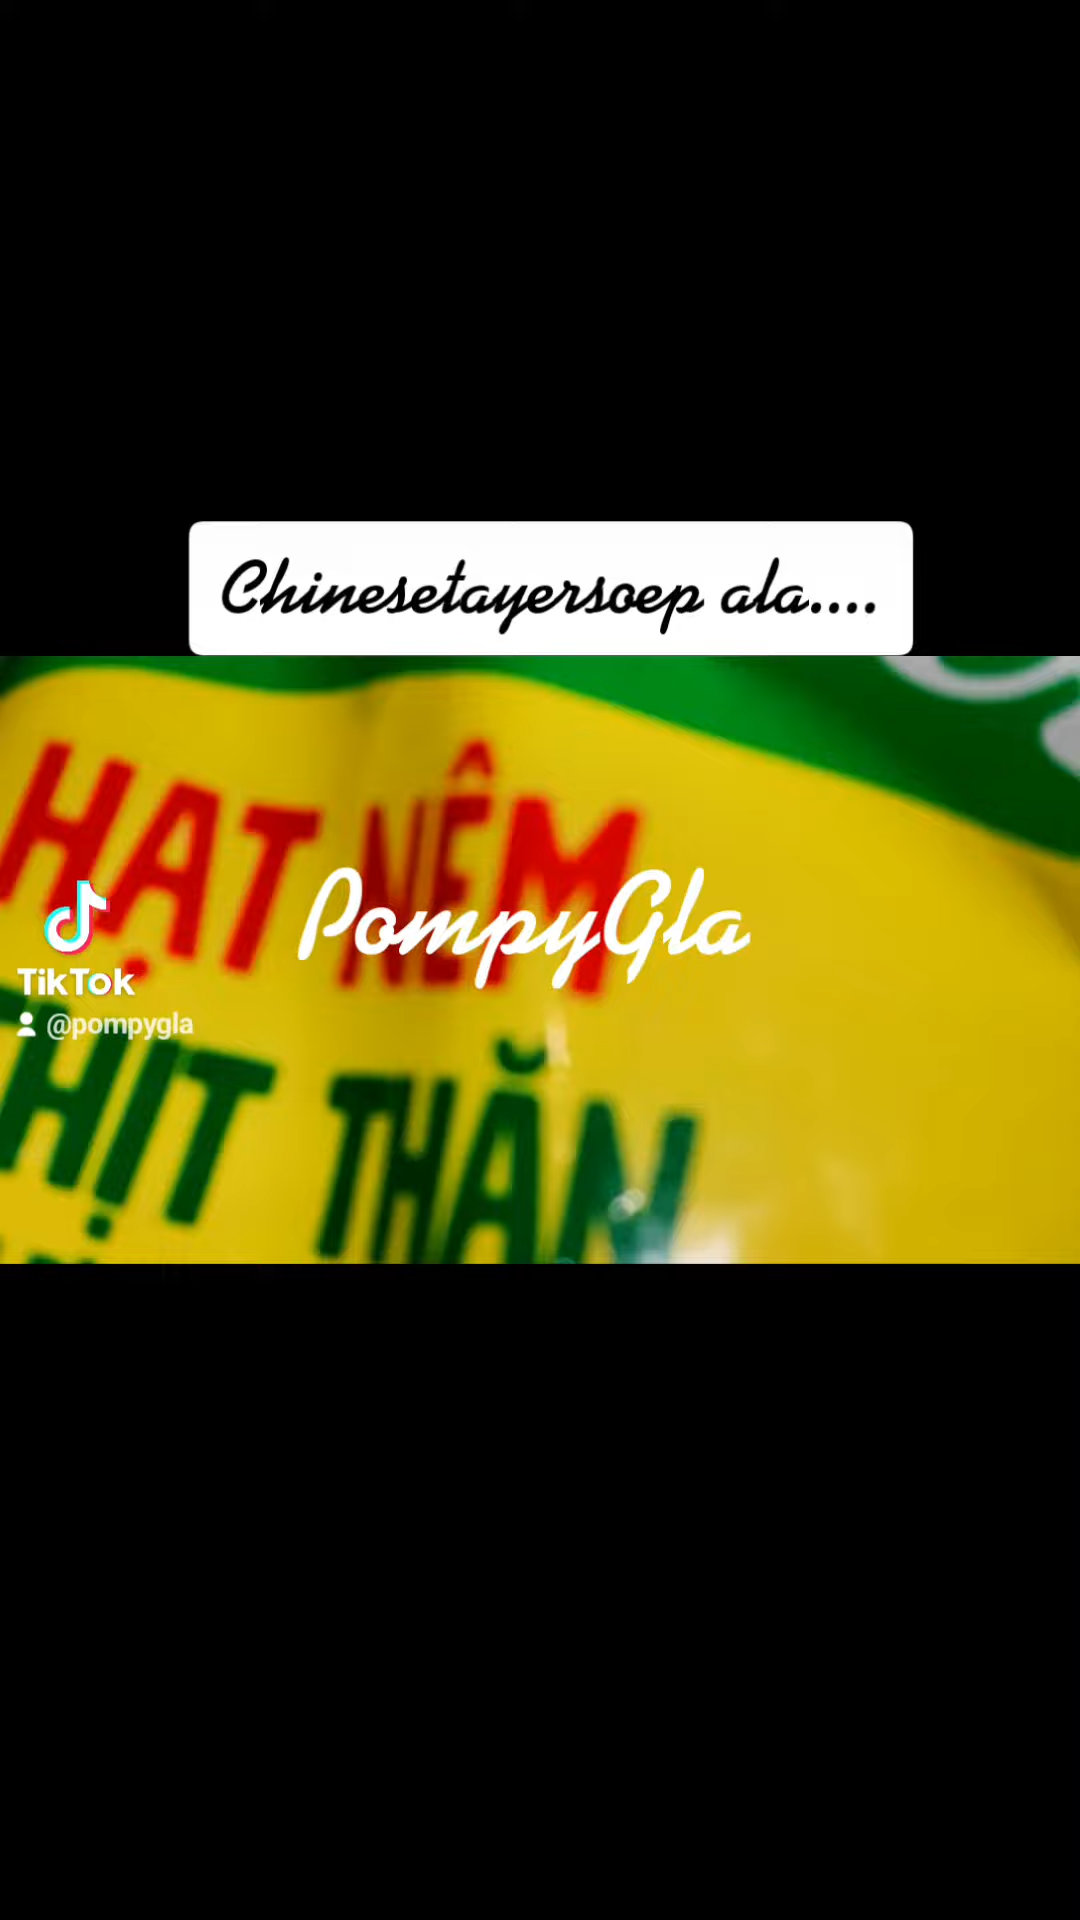 Chinesetayersoep ala....
HẠT NÊM
PompyGla
TikTok
@pompygla
THỊT THĂN